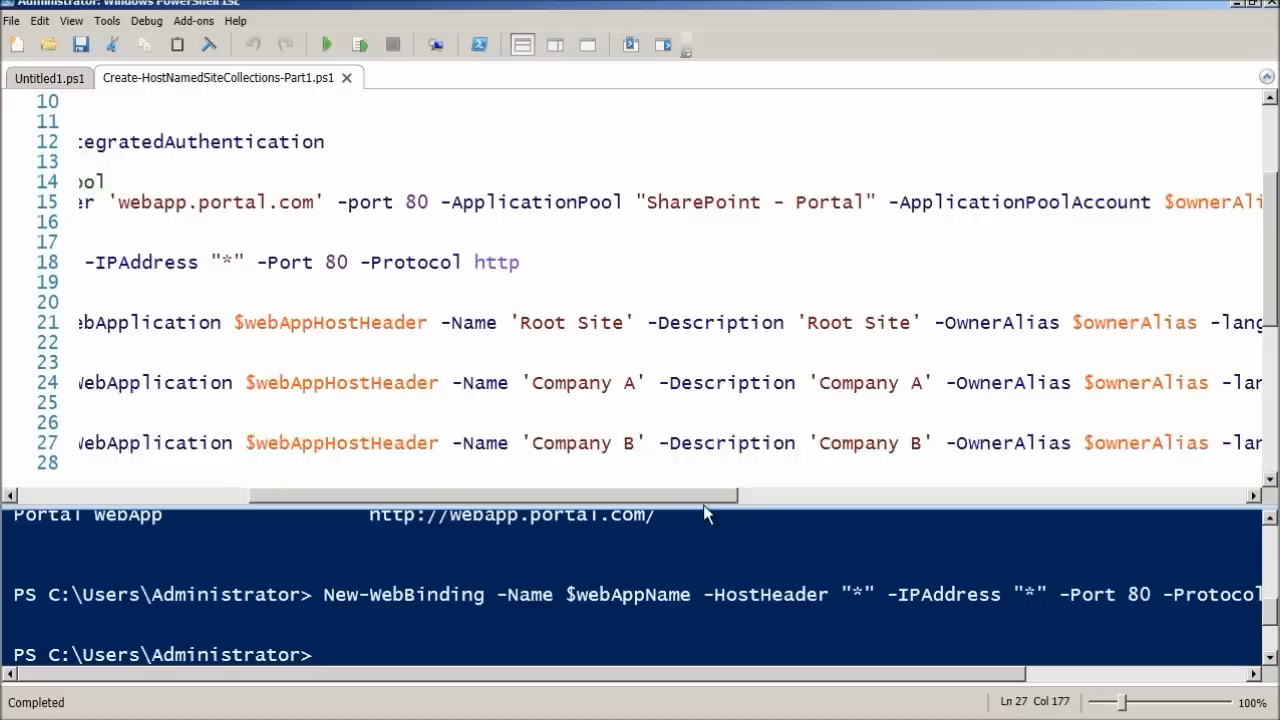 Administrator: Windows PowerShell ISE
File Edit View Tools Debug Add-ons Help
Untitled1.ps1 Create-HostNamedSiteCollections-Part1.ps1
10
11
12 tegratedAuthentication
13
14 ool
15 er 'webapp.portal.com' -port 80 -ApplicationPool "SharePoint - Portal" -ApplicationPoolAccount $ownerAli
16
17
18 -IPAddress "*" -Port 80 -Protocol http
19
20
21 ebApplication $webAppHostHeader -Name 'Root Site' -Description 'Root Site' -OwnerAlias $ownerAlias -lang
22
23
24 WebApplication $webAppHostHeader -Name 'Company A' -Description 'Company A' -OwnerAlias $ownerAlias -lan
25
26
27 WebApplication $webAppHostHeader -Name 'Company B' -Description 'Company B' -OwnerAlias $ownerAlias -lan
28
Portal WebApp http://webapp.portal.com/
PS C:\Users\Administrator> New-WebBinding -Name $webAppName -HostHeader "*" -IPAddress "*" -Port 80 -Protocol
PS C:\Users\Administrator>
Completed Ln 27 Col 177 100%